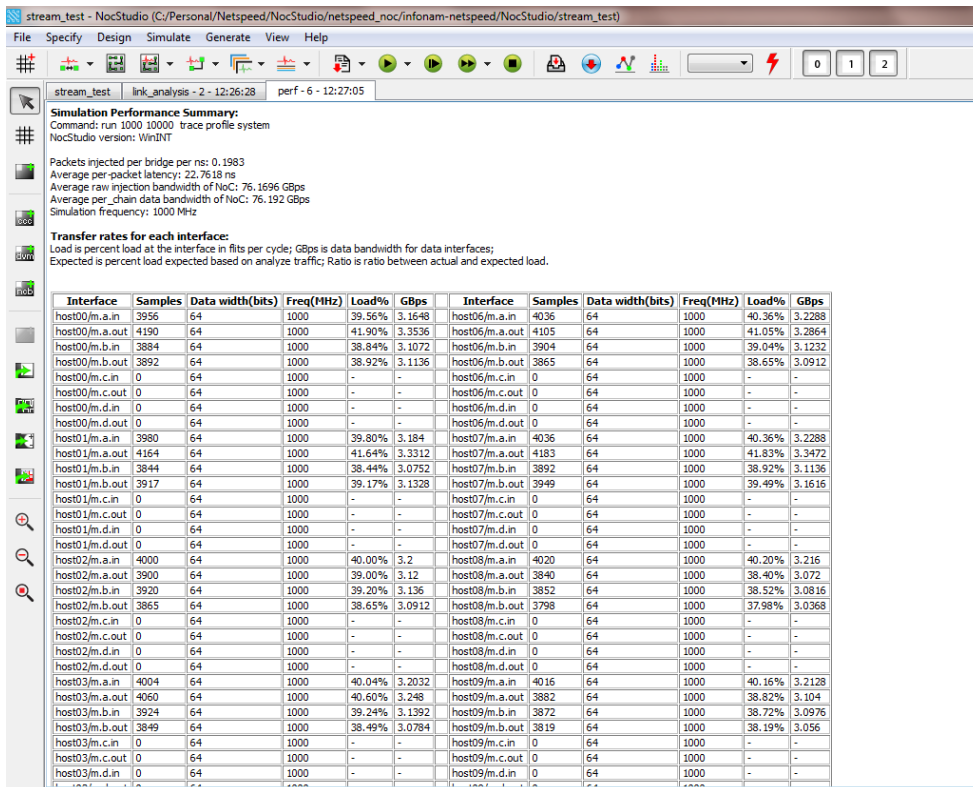 stream_test - NocStudio (C:/Personal/Netspeed/NocStudio/netspeed_noc/infonam-netspeed/NocStudio/stream_test)
File Specify Design Simulate Generate View Help
0 1 2
stream_test link_analysis - 2 - 12:26:28 perf - 6 - 12:27:05
Simulation Performance Summary:
Command: run 1000 10000 trace profile system
NocStudio version: WinINT
Packets injected per bridge per ns: 0.1983
Average per-packet latency: 22.7618 ns
Average raw injection bandwidth of NoC: 76.1696 GBps
Average per_chain data bandwidth of NoC: 76.192 GBps
Simulation frequency: 1000 MHz
Transfer rates for each interface:
Load is percent load at the interface in flits per cycle; GBps is data bandwidth for data interfaces;
Expected is percent load expected based on analyze traffic; Ratio is ratio between actual and expected load.
Interface Samples Data width(bits) Freq(MHz) Load% GBps Interface Samples Data width(bits) Freq(MHz) Load% GBps
host00/m.a.in 3956 64 1000 39.56% 3.1648 host06/m.a.in 4036 64 1000 40.36% 3.2288
host00/m.a.out 4190 64 1000 41.90% 3.3536 host06/m.a.out 4105 64 1000 41.05% 3.2864
host00/m.b.in 3884 64 1000 38.84% 3.1072 host06/m.b.in 3904 64 1000 39.04% 3.1232
host00/m.b.out 3892 64 1000 38.92% 3.1136 host06/m.b.out 3865 64 1000 38.65% 3.0912
host00/m.c.in 0 64 1000 - - host06/m.c.in 0 64 1000 - -
host00/m.c.out 0 64 1000 - - host06/m.c.out 0 64 1000 - -
host00/m.d.in 0 64 1000 - - host06/m.d.in 0 64 1000 - -
host00/m.d.out 0 64 1000 - - host06/m.d.out 0 64 1000 - -
host01/m.a.in 3980 64 1000 39.80% 3.184 host07/m.a.in 4036 64 1000 40.36% 3.2288
host01/m.a.out 4164 64 1000 41.64% 3.3312 host07/m.a.out 4183 64 1000 41.83% 3.3472
host01/m.b.in 3844 64 1000 38.44% 3.0752 host07/m.b.in 3892 64 1000 38.92% 3.1136
host01/m.b.out 3917 64 1000 39.17% 3.1328 host07/m.b.out 3949 64 1000 39.49% 3.1616
host01/m.c.in 0 64 1000 - - host07/m.c.in 0 64 1000 - -
host01/m.c.out 0 64 1000 - - host07/m.c.out 0 64 1000 - -
host01/m.d.in 0 64 1000 - - host07/m.d.in 0 64 1000 - -
host01/m.d.out 0 64 1000 - - host07/m.d.out 0 64 1000 - -
host02/m.a.in 4000 64 1000 40.00% 3.2 host08/m.a.in 4020 64 1000 40.20% 3.216
host02/m.a.out 3900 64 1000 39.00% 3.12 host08/m.a.out 3840 64 1000 38.40% 3.072
host02/m.b.in 3920 64 1000 39.20% 3.136 host08/m.b.in 3852 64 1000 38.52% 3.0816
host02/m.b.out 3865 64 1000 38.65% 3.0912 host08/m.b.out 3798 64 1000 37.98% 3.0368
host02/m.c.in 0 64 1000 - - host08/m.c.in 0 64 1000 - -
host02/m.c.out 0 64 1000 - - host08/m.c.out 0 64 1000 - -
host02/m.d.in 0 64 1000 - - host08/m.d.in 0 64 1000 - -
host02/m.d.out 0 64 1000 - - host08/m.d.out 0 64 1000 - -
host03/m.a.in 4004 64 1000 40.04% 3.2032 host09/m.a.in 4016 64 1000 40.16% 3.2128
host03/m.a.out 4060 64 1000 40.60% 3.248 host09/m.a.out 3882 64 1000 38.82% 3.104
host03/m.b.in 3924 64 1000 39.24% 3.1392 host09/m.b.in 3872 64 1000 38.72% 3.0976
host03/m.b.out 3849 64 1000 38.49% 3.0784 host09/m.b.out 3819 64 1000 38.19% 3.056
host03/m.c.in 0 64 1000 - - host09/m.c.in 0 64 1000 - -
host03/m.c.out 0 64 1000 - - host09/m.c.out 0 64 1000 - -
host03/m.d.in 0 64 1000 - - host09/m.d.in 0 64 1000 - -